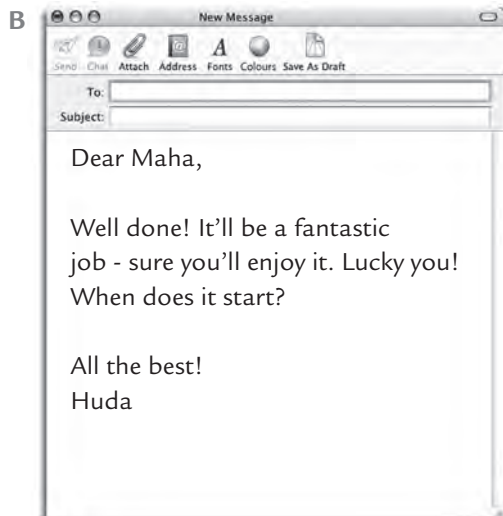 B
New Message
Send Chat Attach Address Fonts Colours Save As Draft
To:
Subject:
Dear Maha,
Well done! It'll be a fantastic
job - sure you'll enjoy it. Lucky you!
When does it start?
All the best!
Huda